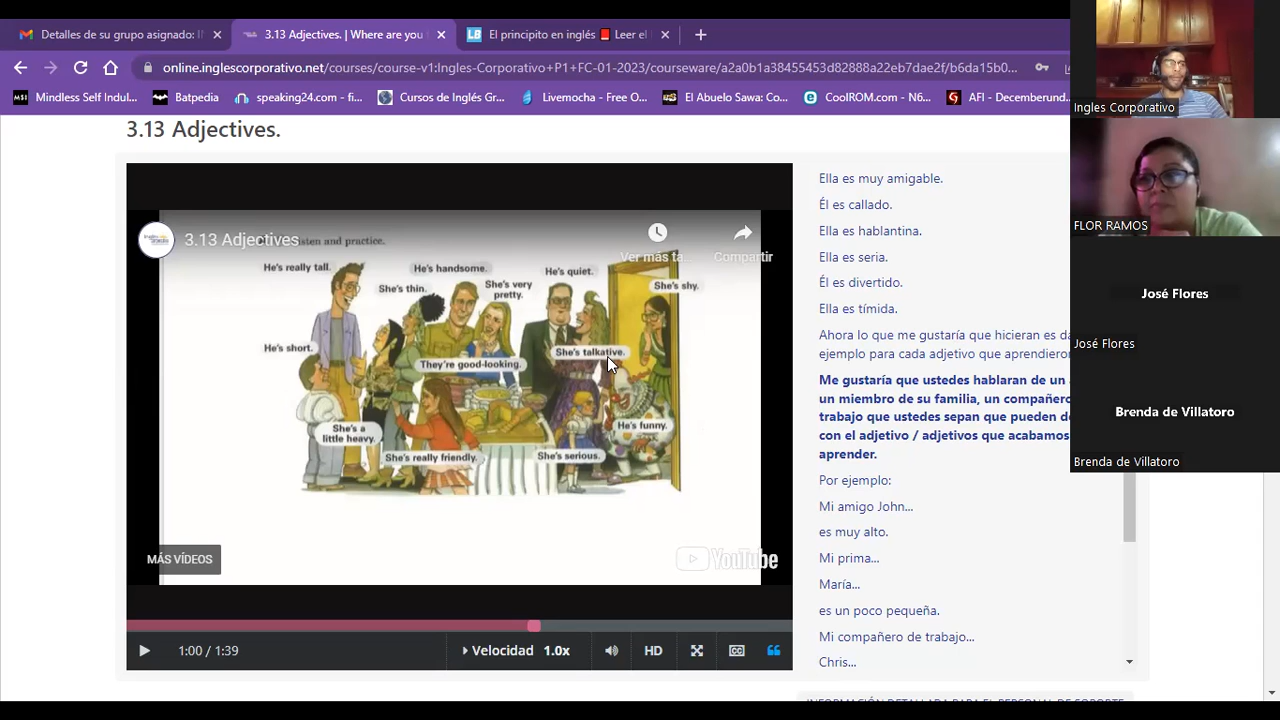 Detalles de su grupo asignado: I
3.13 Adjectives. | Where are you
El principito en inglés 📕 Leer el
online.inglescorporativo.net/courses/course-v1:Ingles-Corporativo+P1+FC-01-2023/courseware/a2a0b1a38455453d82888a22eb7dae2f/b6da15b0...
Mindless Self Indul...
Batpedia
speaking24.com - fi...
Cursos de Inglés Gr...
Livemocha - Free O...
El Abuelo Sawa: Co...
CoolROM.com - N6...
AFI - Decemberund...
3.13 Adjectives.
3.13 Adjectives
listen and practice.
Ver más ta...
Compartir
He's really tall.
He's handsome.
He's quiet.
She's thin.
She's very
pretty.
She's shy.
He's short.
They're good-looking.
She's talkative.
She's a
little heavy.
He's funny.
She's really friendly.
She's serious.
MÁS VÍDEOS
YouTube
1:00 / 1:39
Velocidad 1.0x
HD
CC
Ella es muy amigable.
Él es callado.
Ella es hablantina.
Ella es seria.
Él es divertido.
Ella es tímida.
Ahora lo que me gustaría que hicieran es da
ejemplo para cada adjetivo que aprendieron
Me gustaría que ustedes hablaran de un
un miembro de su familia, un compañero
trabajo que ustedes sepan que pueden de
con el adjetivo / adjetivos que acabamos
aprender.
Por ejemplo:
Mi amigo John...
es muy alto.
Mi prima...
María...
es un poco pequeña.
Mi compañero de trabajo...
Chris...
Ingles Corporativo
FLOR RAMOS
José Flores
José Flores
Brenda de Villatoro
Brenda de Villatoro